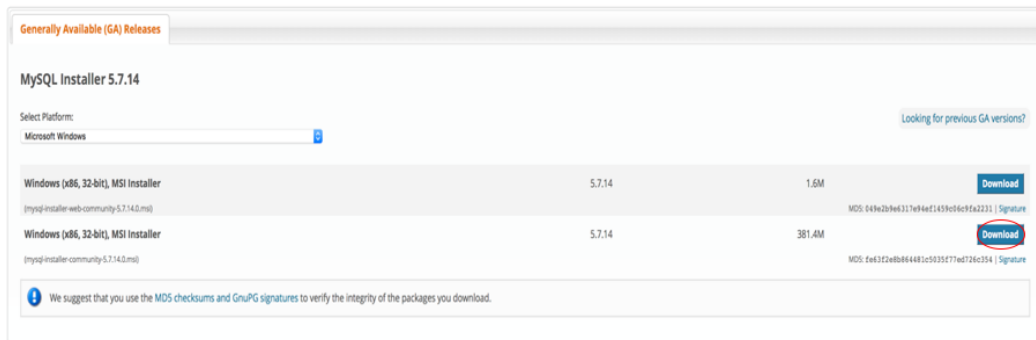 Generally Available (GA) Releases
MySQL Installer 5.7.14
Select Platform:
Microsoft Windows
Looking for previous GA versions?
Windows (x86, 32-bit), MSI Installer 5.7.14 1.6M Download
(mysql-installer-web-community-5.7.14.0.msi) MD5: 049e2b9e6317e94ef1459c06c9fa2231 | Signature
Windows (x86, 32-bit), MSI Installer 5.7.14 381.4M Download
(mysql-installer-community-5.7.14.0.msi) MD5: fe63f2e8b864481c5035f77ed726c354 | Signature
We suggest that you use the MD5 checksums and GnuPG signatures to verify the integrity of the packages you download.